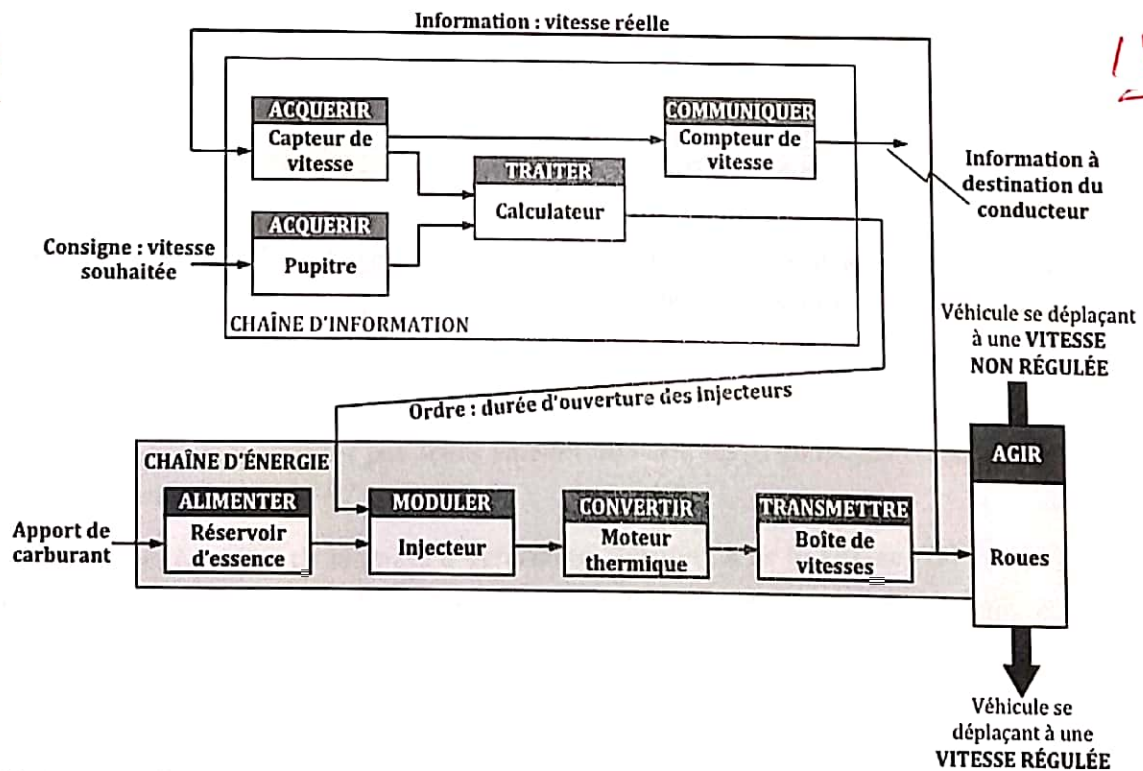 Information : vitesse réelle
ACQUERIR
Capteur de
vitesse
COMMUNIQUER
Compteur de
vitesse
Information à
destination du
conducteur
TRAITER
Calculateur
ACQUERIR
Pupitre
Consigne : vitesse
souhaitée
CHAÎNE D'INFORMATION
Véhicule se déplaçant
à une VITESSE
NON RÉGULÉE
Ordre : durée d'ouverture des injecteurs
CHAÎNE D'ÉNERGIE
AGIR
Roues
Apport de
carburant
ALIMENTER
Réservoir
d'essence
MODULER
Injecteur
CONVERTIR
Moteur
thermique
TRANSMETTRE
Boîte de
vitesses
Véhicule se
déplaçant à une
VITESSE RÉGULÉE